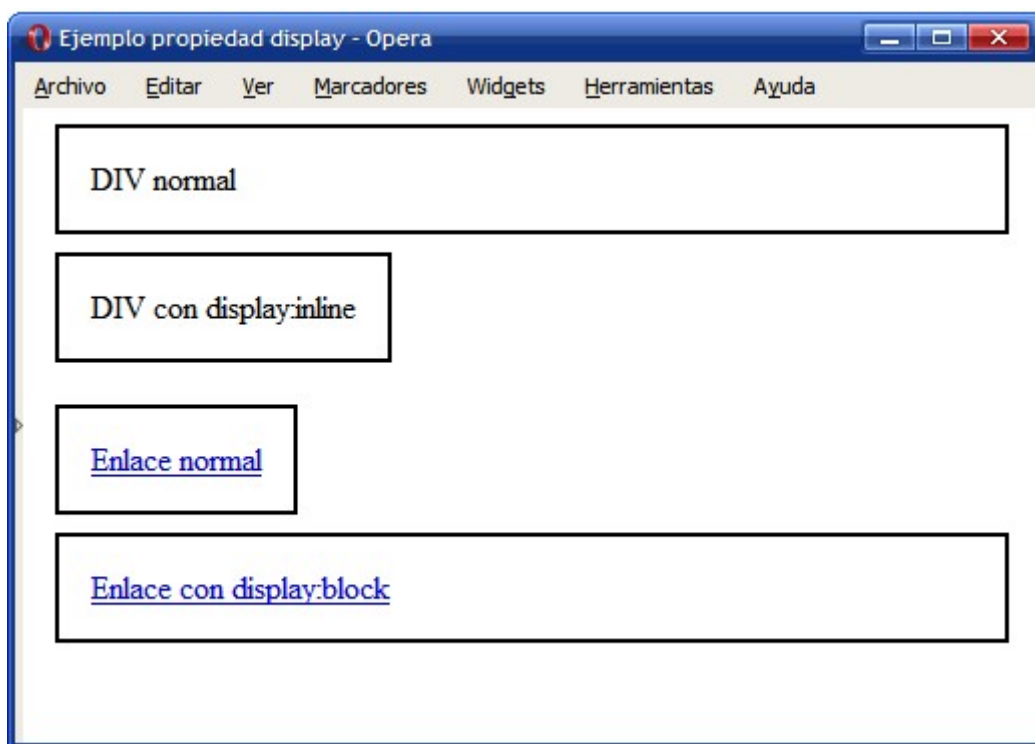 Ejemplo propiedad display - Opera
Archivo Editar Ver Marcadores Widgets Herramientas Ayuda
DIV normal
DIV con display:inline
Enlace normal
Enlace con display:block